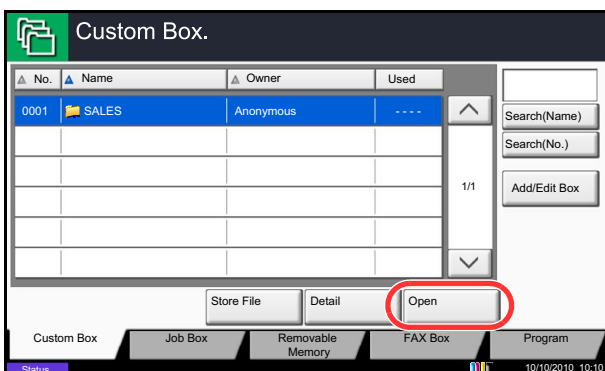 Custom Box.
No. Name Owner Used
0001 SALES Anonymous ----
Search(Name)
Search(No.)
1/1
Add/Edit Box
Store File Detail Open
Custom Box Job Box Removable Memory FAX Box Program
Status 10/10/2010 10:10